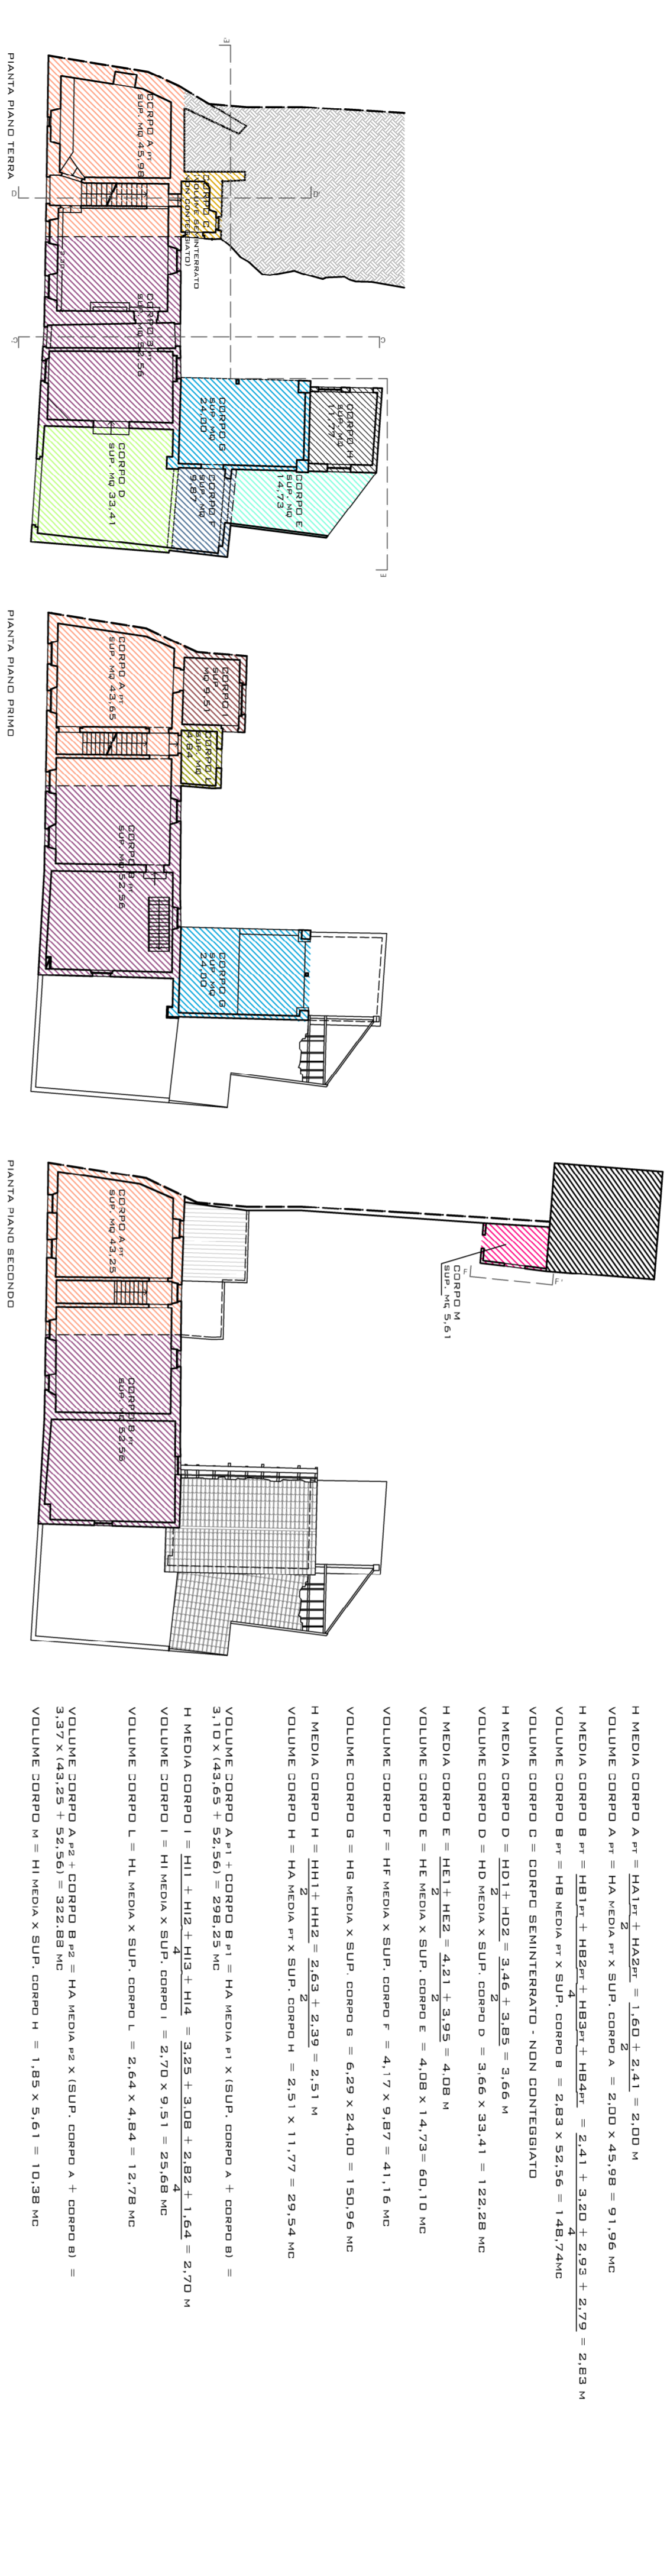 PIANTA PIANO TERRA
CORPO A PT
SUP. MQ 45,98
CORPO C
(VOLUME SEMINTERRATO
NON CONTEGGIATO)
D
D'
CORPO B PT
52,56
C
CORPO G
SUP. MQ
24,00
CORPO H
SUP. MQ
11,77
CORPO D
SUP. MQ 33,41
CORPO F
SUP. MQ
9,87
CORPO E
SUP. MQ
14,73
PIANTA PIANO PRIMO
CORPO A PT
SUP. MQ 43,65
CORPO I
SUP.
MQ 9,51
CORPO L
SUP. MQ
4,84
CORPO B PT
SUP. MQ 52,56
CORPO G
SUP. MQ
24,00
PIANTA PIANO SECONDO
CORPO A PT
SUP. MQ 43,25
CORPO B PT
SUP. MQ 52,56
CORPO M
SUP. MQ 5,61
F
F'
H MEDIA CORPO A PT = HA1PT + HA2PT = 1,60 + 2,41 = 2,00 M
2 2
VOLUME CORPO A PT = HA MEDIA PT X SUP. CORPO A = 2,00 X 45,98 = 91,96 MC
H MEDIA CORPO B PT = HB1PT + HB2PT + HB3PT + HB4PT = 2,41 + 3,20 + 2,93 + 2,79 = 2,83 M
4 4
VOLUME CORPO B PT = HB MEDIA PT X SUP. CORPO B = 2,83 X 52,56 = 148,74MC
VOLUME CORPO C = CORPO SEMINTERRATO - NON CONTEGGIATO
H MEDIA CORPO D = HD1 + HD2 = 3,46 + 3,85 = 3,66 M
2 2
VOLUME CORPO D = HD MEDIA X SUP. CORPO D = 3,66 X 33,41 = 122,28 MC
H MEDIA CORPO E = HE1 + HE2 = 4,21 + 3,95 = 4.08 M
2 2
VOLUME CORPO E = HE MEDIA X SUP. CORPO E = 4,08 X 14,73= 60,10 MC
VOLUME CORPO F = HF MEDIA X SUP. CORPO F = 4,17 X 9,87 = 41,16 MC
VOLUME CORPO G = HG MEDIA X SUP. CORPO G = 6,29 X 24,00 = 150,96 MC
H MEDIA CORPO H = HH1 + HH2 = 2,63 + 2,39 = 2,51 M
2 2
VOLUME CORPO H = HA MEDIA PT X SUP. CORPO H = 2,51 X 11,77 = 29,54 MC
VOLUME CORPO A P1 + CORPO B P1 = HA MEDIA P1 X (SUP. CORPO A + CORPO B) =
3,10 X (43,65 + 52,56) = 298,25 MC
H MEDIA CORPO I = HI1 + HI2 + HI3 + HI4 = 3,25 + 3.08 + 2,82 + 1,64 = 2,70 M
4 4
VOLUME CORPO I = HI MEDIA X SUP. CORPO I = 2,70 X 9.51 = 25,68 MC
VOLUME CORPO L = HL MEDIA X SUP. CORPO L = 2,64 X 4,84 = 12,78 MC
VOLUME CORPO A P2 + CORPO B P2 = HA MEDIA P2 X (SUP. CORPO A + CORPO B) =
3,37 X (43,25 + 52,56) = 322.88 MC
VOLUME CORPO M = HI MEDIA X SUP. CORPO H = 1,85 X 5,61 = 10,38 MC